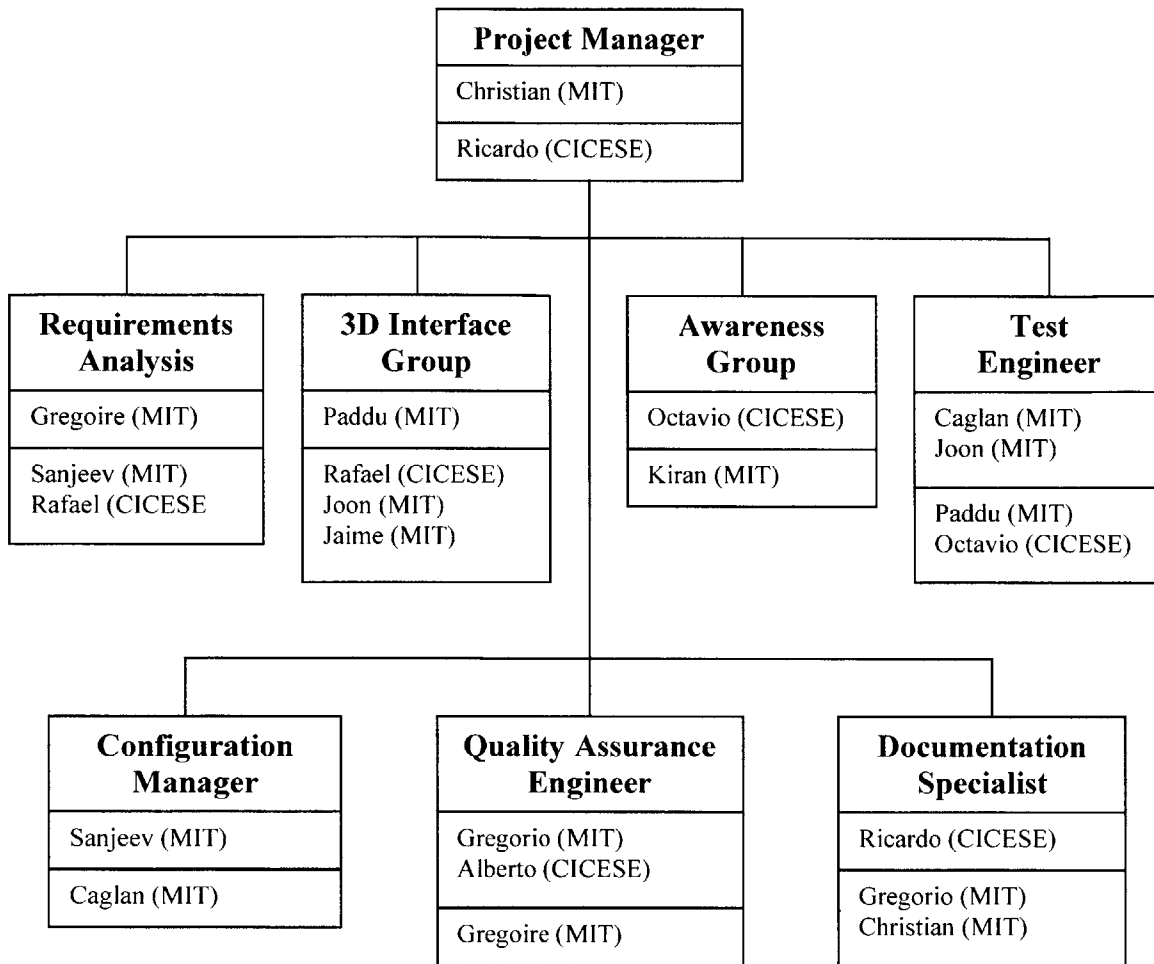 Project Manager
Christian (MIT)
Ricardo (CICESE)
Requirements
Analysis
Gregoire (MIT)
Sanjeev (MIT)
Rafael (CICESE
3D Interface
Group
Paddu (MIT)
Rafael (CICESE)
Joon (MIT)
Jaime (MIT)
Awareness
Group
Octavio (CICESE)
Kiran (MIT)
Test
Engineer
Caglan (MIT)
Joon (MIT)
Paddu (MIT)
Octavio (CICESE)
Configuration
Manager
Sanjeev (MIT)
Caglan (MIT)
Quality Assurance
Engineer
Gregorio (MIT)
Alberto (CICESE)
Gregoire (MIT)
Documentation
Specialist
Ricardo (CICESE)
Gregorio (MIT)
Christian (MIT)